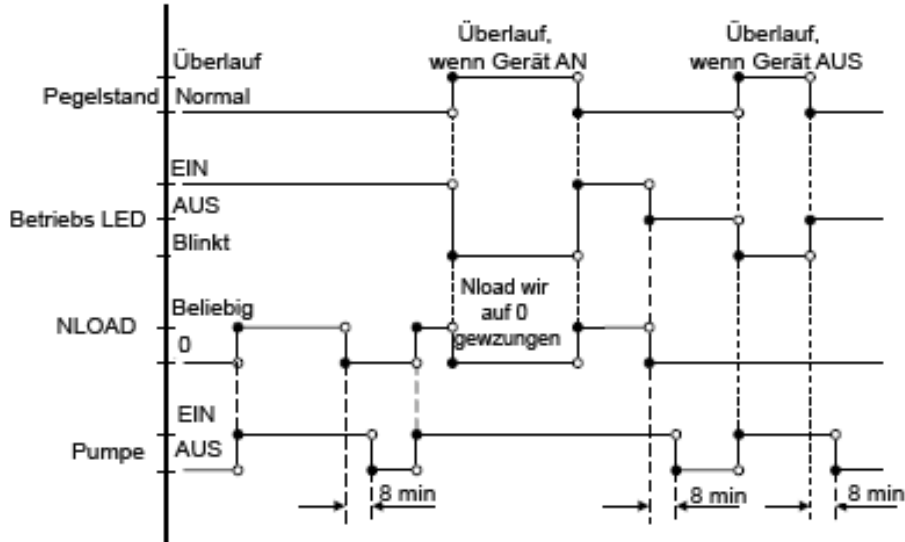 Überlauf,
wenn Gerät AN
Überlauf,
wenn Gerät AUS
Überlauf
Pegelstand
Normal
EIN
Betriebs LED
AUS
Blinkt
Nload wir
auf 0
gewzungen
Beliebig
NLOAD
0
EIN
Pumpe
AUS
8 min
8 min
8 min